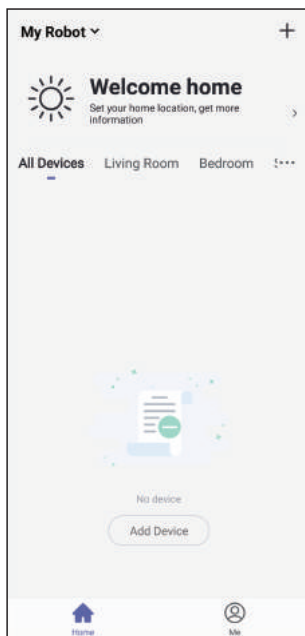 My Robot
Welcome home
Set your home location, get more
information
All Devices Living Room Bedroom
No device
Add Device
Home Me